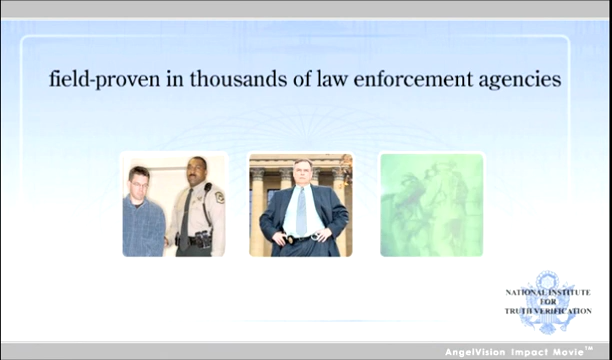 field-proven in thousands of law enforcement agencies
NATIONAL INSTITUTE
FOR
TRUTH VERIFICATION
AngelVision Impact Movie™